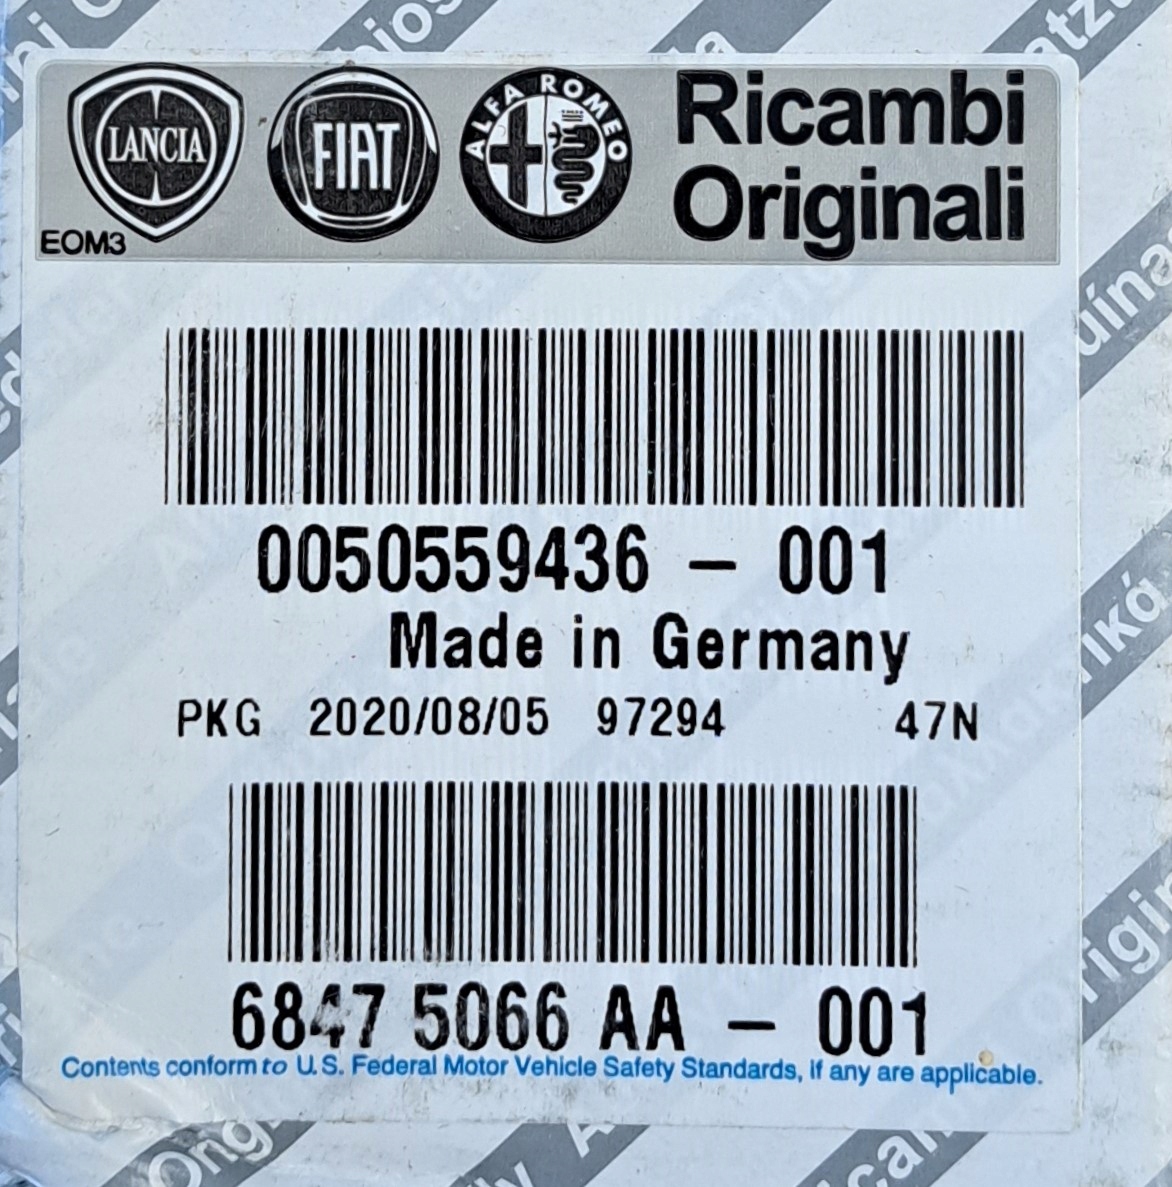 LANCIA
FIAT
ALFA ROMEO
Ricambi
Originali
EOM3
0050559436 - 001
Made in Germany
PKG 2020/08/05 97294 47N
6847 5066 AA - 001
Contents conform to U.S. Federal Motor Vehicle Safety Standards, if any are applicable.